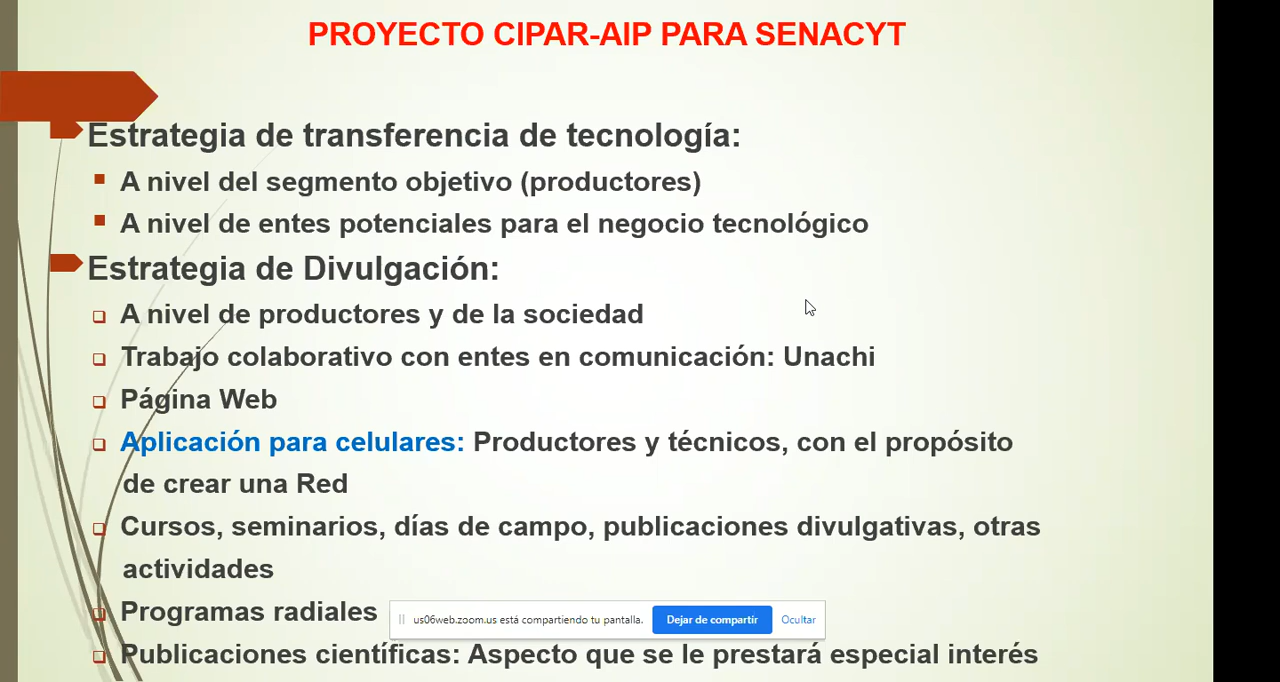 PROYECTO CIPAR-AIP PARA SENACYT
Estrategia de transferencia de tecnología:
A nivel del segmento objetivo (productores)
A nivel de entes potenciales para el negocio tecnológico
Estrategia de Divulgación:
A nivel de productores y de la sociedad
Trabajo colaborativo con entes en comunicación: Unachi
Página Web
Aplicación para celulares: Productores y técnicos, con el propósito
de crear una Red
Cursos, seminarios, días de campo, publicaciones divulgativas, otras
actividades
Programas radiales
us06web.zoom.us está compartiendo tu pantalla. Dejar de compartir Ocultar
Publicaciones científicas: Aspecto que se le prestará especial interés